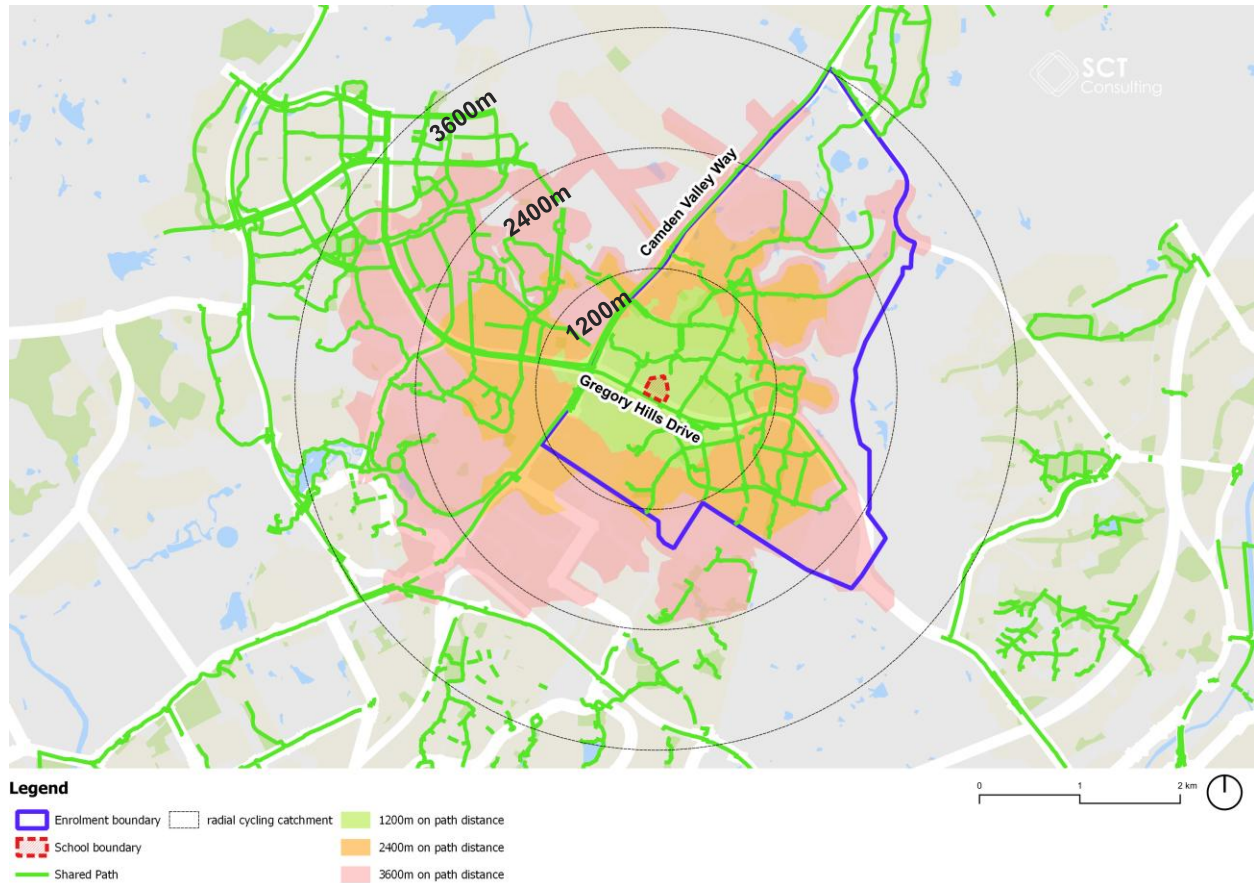 SCT
Consulting
3600m
2400m
Camden Valley Way
1200m
Gregory Hills Drive
Legend
Enrolment boundary
radial cycling catchment
1200m on path distance
School boundary
2400m on path distance
Shared Path
3600m on path distance
0 1 2 km